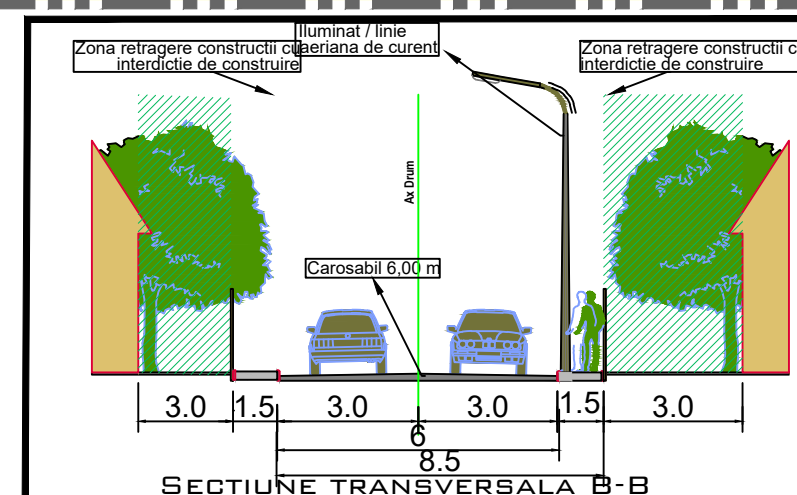 Iluminat / linie
aeriana de curent
Zona retragere constructii cu
interdictie de construire
Zona retragere constructii c
interdictie de construire
Ax Drum
Carosabil 6,00 m
3.0 1.5 3.0 3.0 1.5 3.0
6
8.5
SECTIUNE TRANSVERSALA B-B